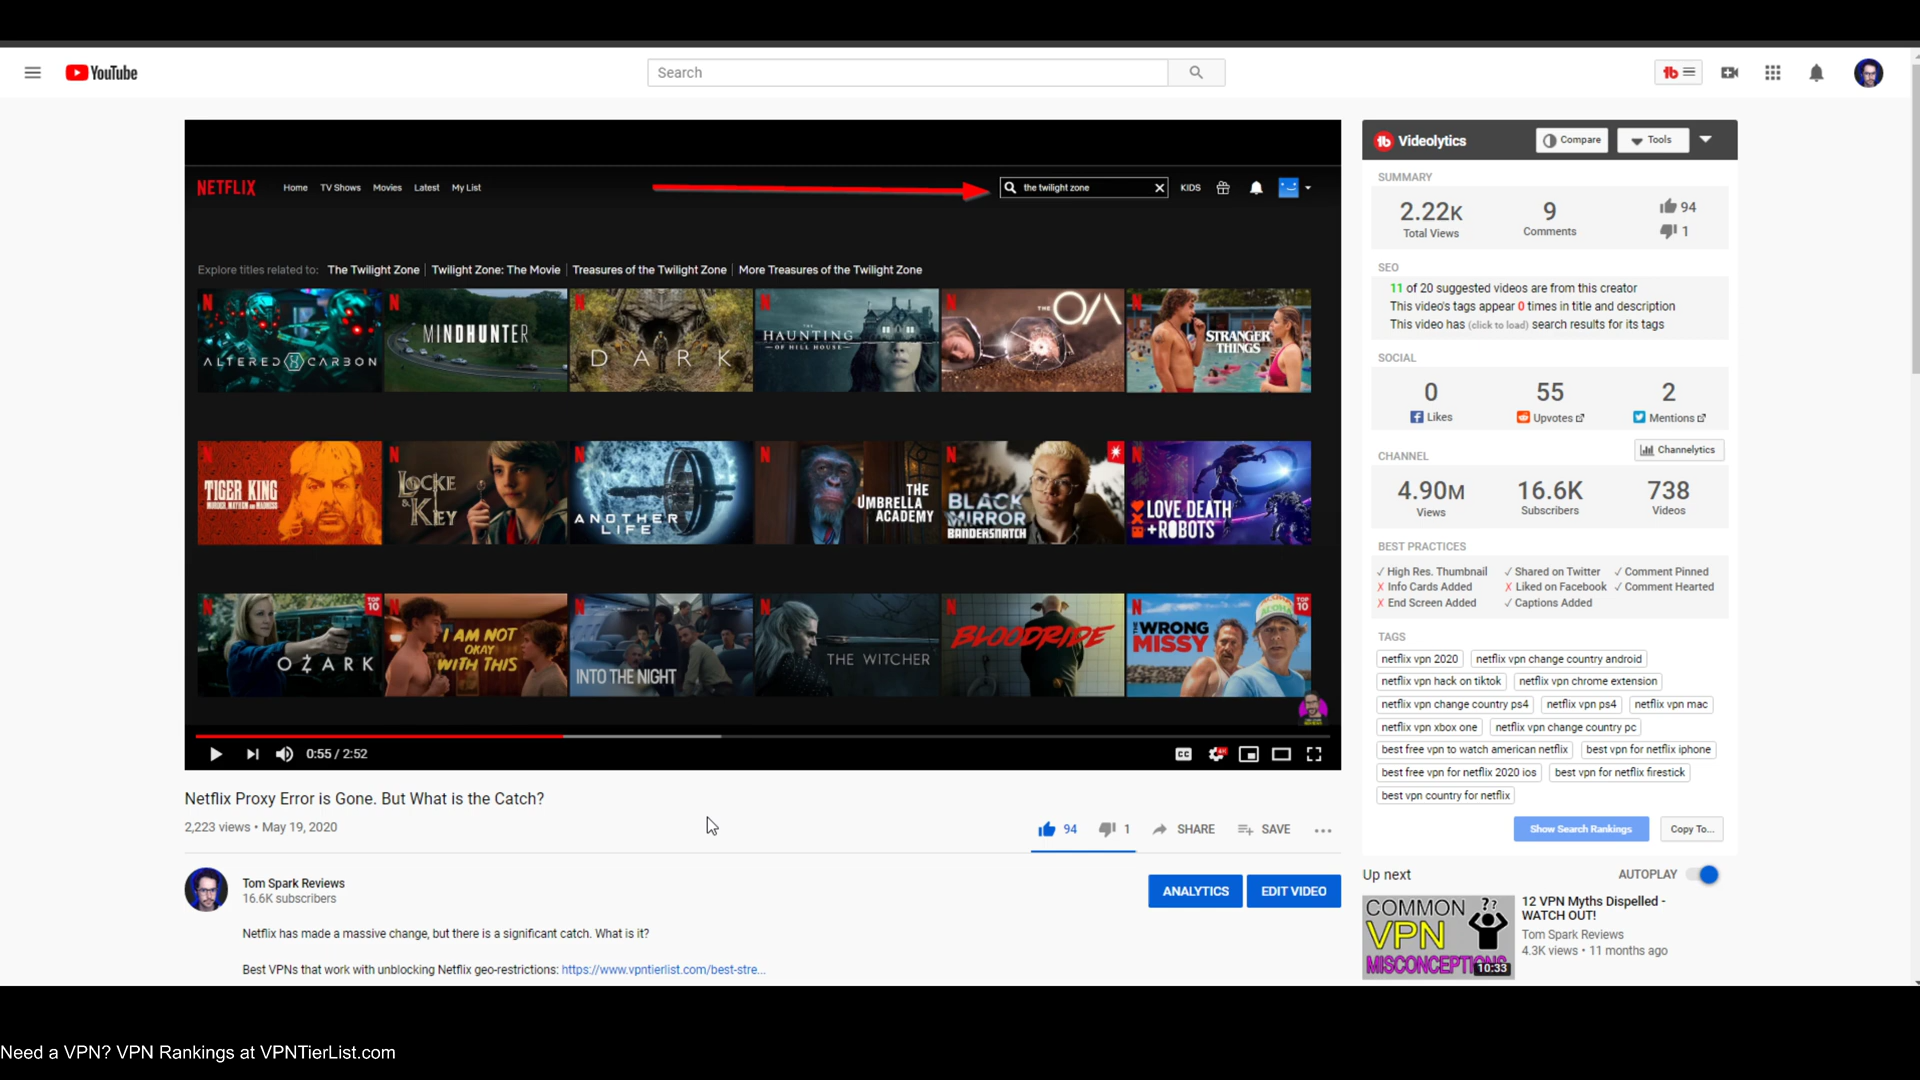 YouTube
Search
NETFLIX
Home TV Shows Movies Latest My List
the twilight zone
KIDS
Explore titles related to: The Twilight Zone | Twilight Zone: The Movie | Treasures of the Twilight Zone | More Treasures of the Twilight Zone
ALTERED CARBON
MINDHUNTER
DARK
THE HAUNTING
OF HILL HOUSE
THE OA
STRANGER
THINGS
TIGER KING
MURDER, MAYHEM AND MADNESS
LOCKE
& KEY
ANOTHER
LIFE
THE
UMBRELLA
ACADEMY
BLACK
MIRROR
BANDERSNATCH
LOVE DEATH
+ROBOTS
TOP
10
OZARK
I AM NOT
OKAY
WITH THIS
INTO THE NIGHT
THE WITCHER
BLOODRIDE
THE WRONG
MISSY
ALOHA
TOP
10
0:55 / 2:52
CC
Netflix Proxy Error is Gone. But What is the Catch?
2,223 views • May 19, 2020
94 1 SHARE SAVE
Tom Spark Reviews
16.6K subscribers
ANALYTICS EDIT VIDEO
Netflix has made a massive change, but there is a significant catch. What is it?
Best VPNs that work with unblocking Netflix geo-restrictions: https://www.vpntierlist.com/best-stre...
Videolytics
Compare Tools
SUMMARY
2.22K 9 94
Total Views Comments 1
SEO
11 of 20 suggested videos are from this creator
This video's tags appear 0 times in title and description
This video has (click to load) search results for its tags
SOCIAL
0 55 2
Likes Upvotes Mentions
CHANNEL Channelytics
4.90M 16.6K 738
Views Subscribers Videos
BEST PRACTICES
✓ High Res. Thumbnail ✓ Shared on Twitter ✓ Comment Pinned
✗ Info Cards Added ✗ Liked on Facebook ✓ Comment Hearted
✗ End Screen Added ✓ Captions Added
TAGS
netflix vpn 2020 netflix vpn change country android
netflix vpn hack on tiktok netflix vpn chrome extension
netflix vpn change country ps4 netflix vpn ps4 netflix vpn mac
netflix vpn xbox one netflix vpn change country pc
best free vpn to watch american netflix best vpn for netflix iphone
best free vpn for netflix 2020 ios best vpn for netflix firestick
best vpn country for netflix
Show Search Rankings Copy To...
Up next AUTOPLAY
COMMON ??
VPN
MISCONCEPTIONS
10:33
12 VPN Myths Dispelled -
WATCH OUT!
Tom Spark Reviews
4.3K views • 11 months ago
Need a VPN? VPN Rankings at VPNTierList.com